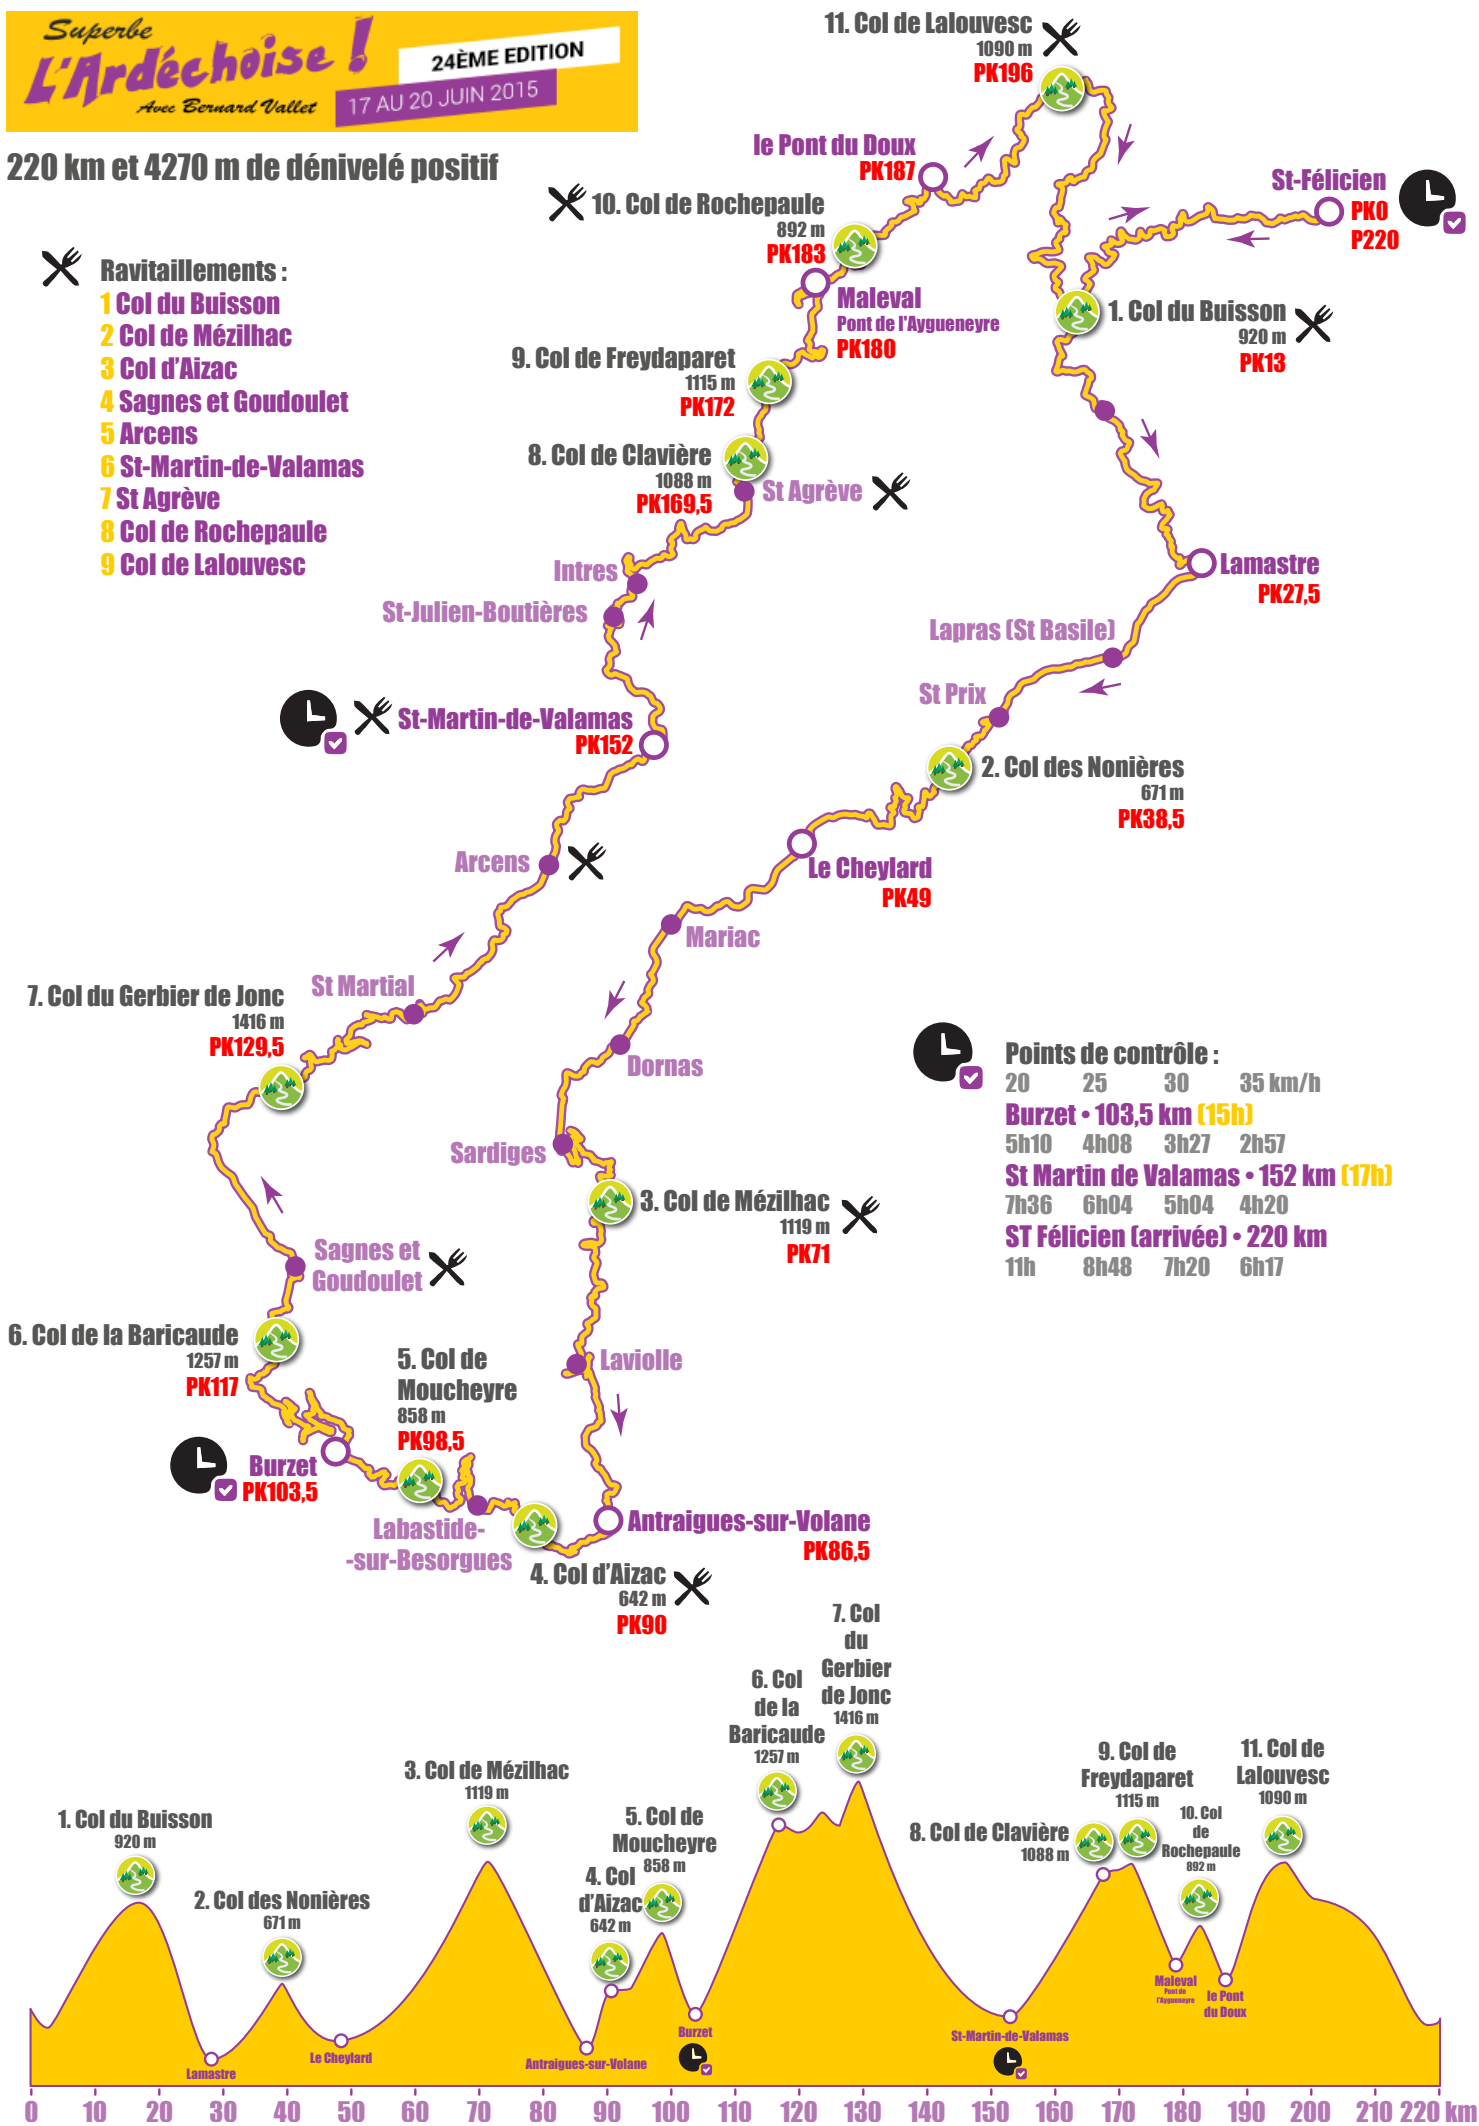 Superbe
L'Ardéchoise !
Avec Bernard Vallet
24ÈME EDITION
17 AU 20 JUIN 2015
220 km et 4270 m de dénivelé positif
Ravitaillements :
1 Col du Buisson
2 Col de Mézilhac
3 Col d'Aizac
4 Sagnes et Goudoulet
5 Arcens
6 St-Martin-de-Valamas
7 St Agrève
8 Col de Rochepaule
9 Col de Lalouvesc
11. Col de Lalouvesc
1090 m
PK196
le Pont du Doux
PK187
10. Col de Rochepaule
892 m
PK183
St-Félicien
PK0
P220
Maleval
Pont de l'Aygueneyre
PK180
1. Col du Buisson
920 m
PK13
9. Col de Freydaparet
1115 m
PK172
8. Col de Clavière
1088 m
PK169,5
St Agrève
Intres
St-Julien-Boutières
Lamastre
PK27,5
Lapras (St Basile)
St Prix
St-Martin-de-Valamas
PK152
2. Col des Nonières
671 m
PK38,5
Arcens
Le Cheylard
PK49
Mariac
St Martial
7. Col du Gerbier de Jonc
1416 m
PK129,5
Dornas
Sardiges
3. Col de Mézilhac
1119 m
PK71
Sagnes et
Goudoulet
6. Col de la Baricaude
1257 m
PK117
5. Col de
Moucheyre
858 m
PK98,5
Laviolle
Burzet
PK103,5
Labastide-
-sur-Besorgues
Antraigues-sur-Volane
PK86,5
4. Col d'Aizac
642 m
PK90
Points de contrôle :
20 25 30 35 km/h
Burzet • 103,5 km (15h)
5h10 4h08 3h27 2h57
St Martin de Valamas • 152 km (17h)
7h36 6h04 5h04 4h20
ST Félicien (arrivée) • 220 km
11h 8h48 7h20 6h17
1. Col du Buisson
920 m
2. Col des Nonières
671 m
3. Col de Mézilhac
1119 m
4. Col
d'Aizac
642 m
5. Col de
Moucheyre
858 m
6. Col
de la
Baricaude
1257 m
7. Col
du
Gerbier
de Jonc
1416 m
8. Col de Clavière
1088 m
9. Col de
Freydaparet
1115 m
10. Col
de
Rochepaule
892 m
11. Col de
Lalouvesc
1090 m
Lamastre
Le Cheylard
Antraigues-sur-Volane
Burzet
St-Martin-de-Valamas
Maleval
Pont de
l'Aygueneyre
le Pont
du Doux
0 10 20 30 40 50 60 70 80 90 100 110 120 130 140 150 160 170 180 190 200 210 220 km